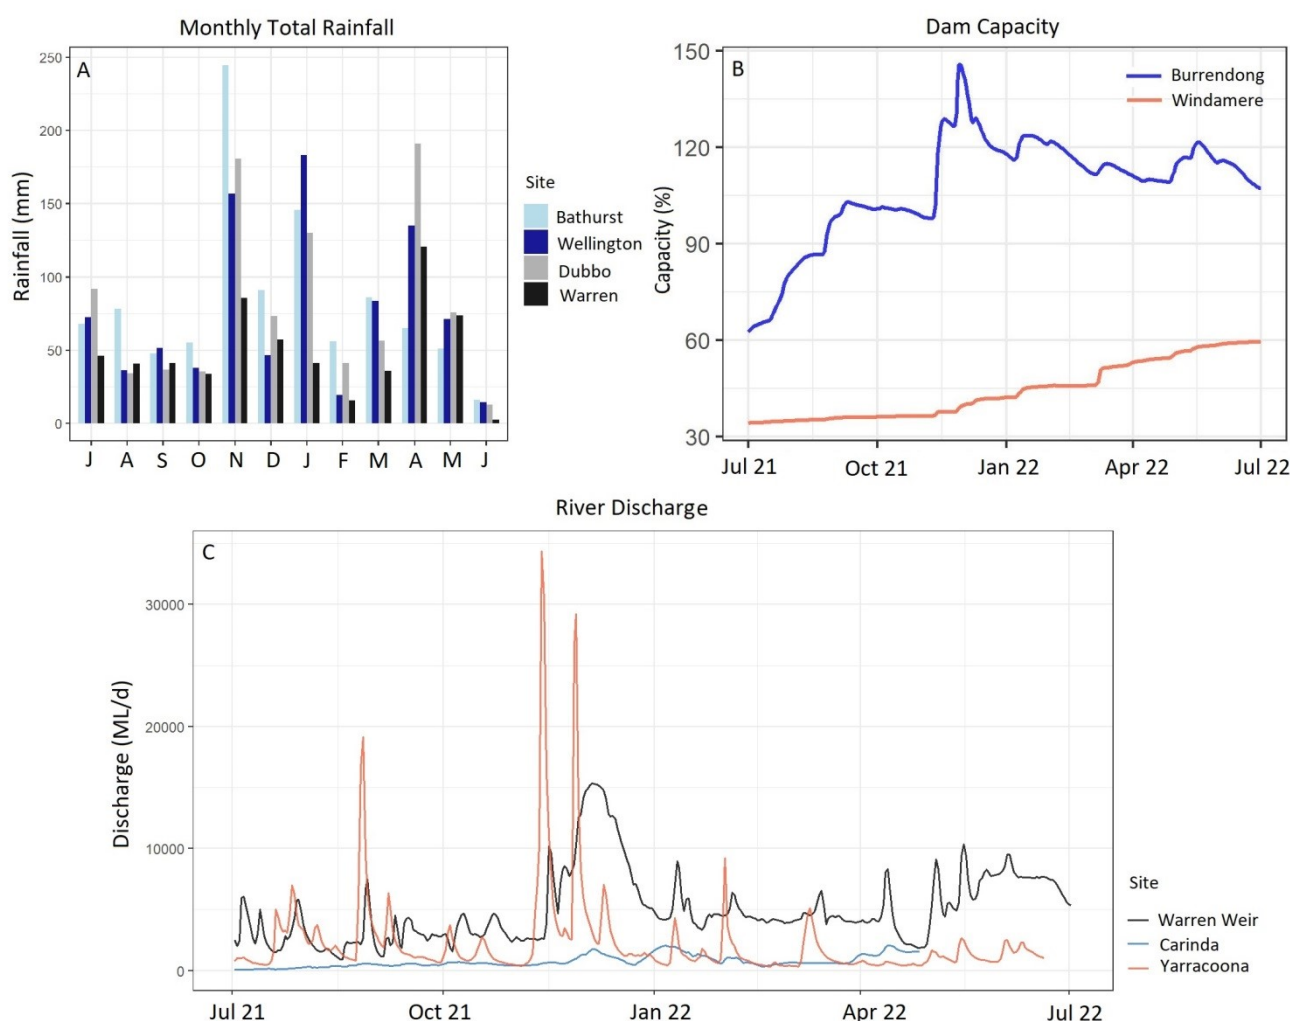 Monthly Total Rainfall
A
Rainfall (mm)
250
200
150
100
50
0
J A S O N D J F M A M J
Site
Bathurst
Wellington
Dubbo
Warren
Dam Capacity
B
Capacity (%)
150
120
90
60
30
Jul 21 Oct 21 Jan 22 Apr 22 Jul 22
Burrendong
Windamere
River Discharge
C
Discharge (ML/d)
30000
20000
10000
0
Jul 21 Oct 21 Jan 22 Apr 22 Jul 22
Site
Warren Weir
Carinda
Yarracoona